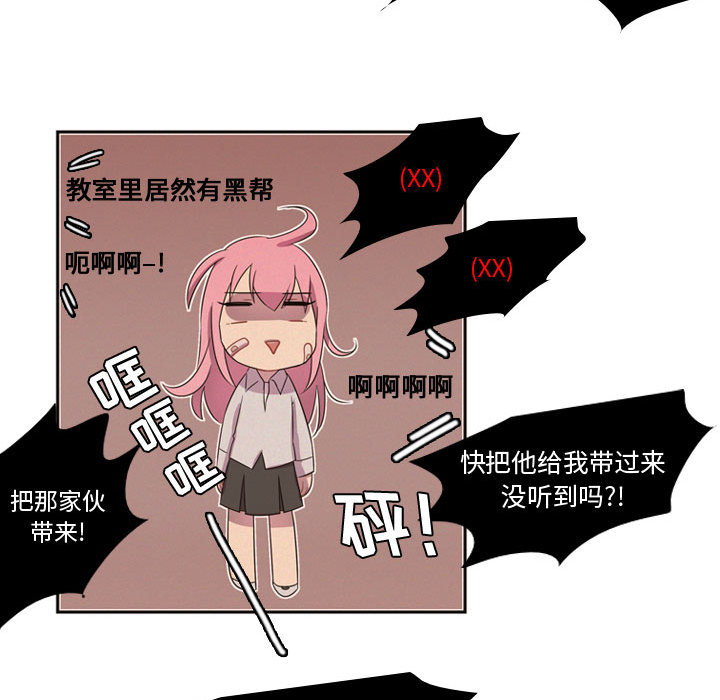 教室里居然有黑帮
(XX)
呃啊啊–!
(XX)
啊啊啊啊
哐
哐
哐
快把他给我带过来
没听到吗?!
把那家伙
带来!
砰!